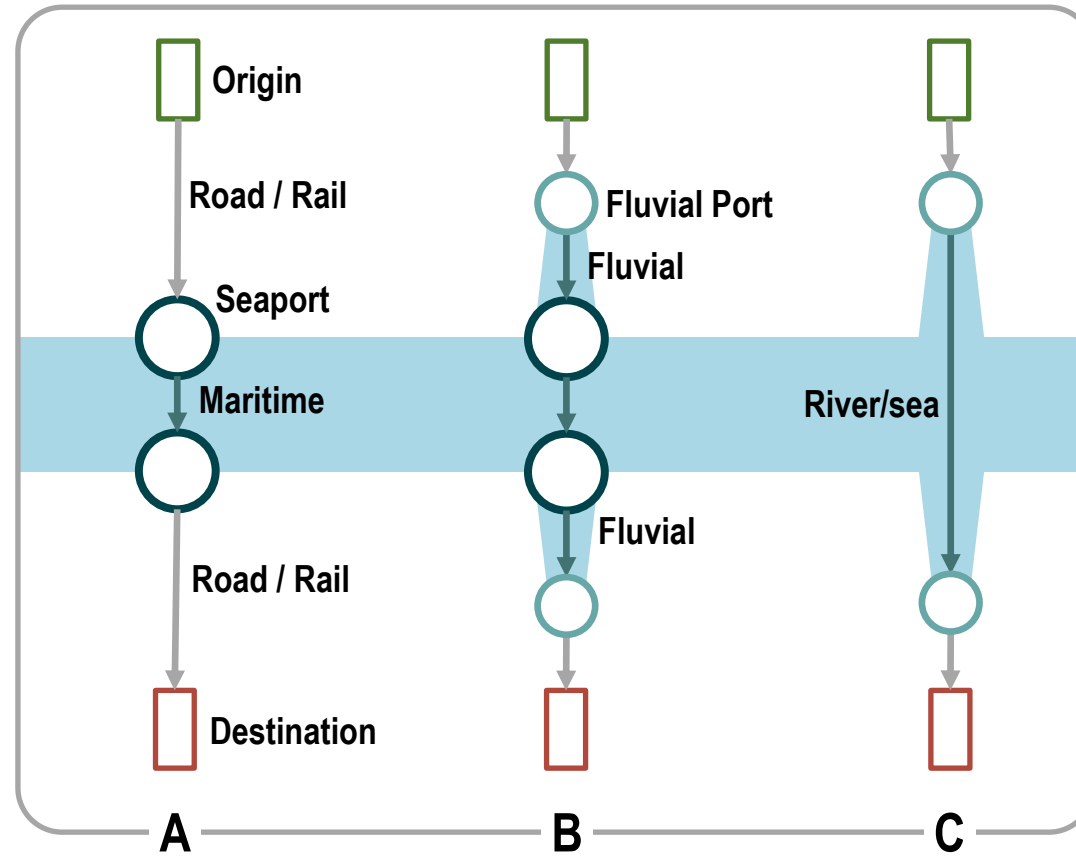 Origin
Road / Rail
Fluvial Port
Fluvial
Seaport
Maritime
River/sea
Fluvial
Road / Rail
Destination
A
B
C